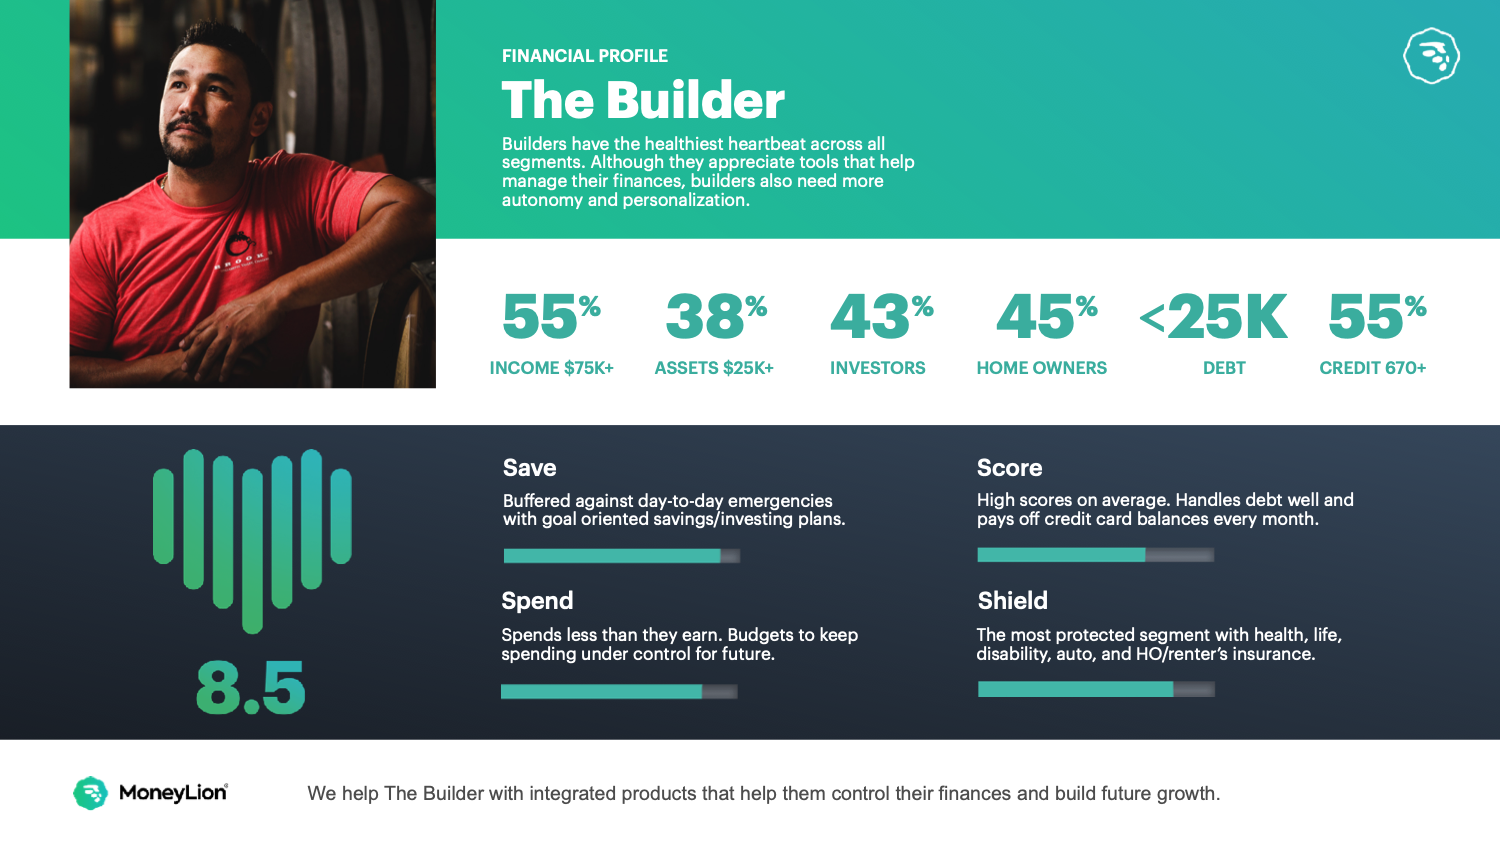 FINANCIAL PROFILE
The Builder
Builders have the healthiest heartbeat across all
segments. Although they appreciate tools that help
manage their finances, builders also need more
autonomy and personalization.
BROOKS
55%
INCOME $75K+
38%
ASSETS $25K+
43%
INVESTORS
45%
HOME OWNERS
<25K
DEBT
55%
CREDIT 670+
8.5
Save
Buffered against day-to-day emergencies
with goal oriented savings/investing plans.
Score
High scores on average. Handles debt well and
pays off credit card balances every month.
Spend
Spends less than they earn. Budgets to keep
spending under control for future.
Shield
The most protected segment with health, life,
disability, auto, and HO/renter’s insurance.
MoneyLion®
We help The Builder with integrated products that help them control their finances and build future growth.